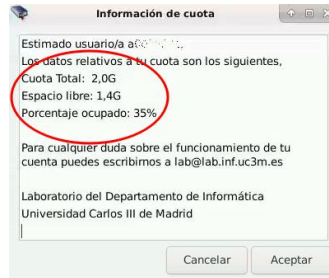 Información de cuota
Estimado usuario/a
Los datos relativos a tu cuota son los siguientes,
Cuota Total: 2,0G
Espacio libre: 1,4G
Porcentaje ocupado: 35%
Para cualquier duda sobre el funcionamiento de tu
cuenta puedes escribirnos a lab@lab.inf.uc3m.es
Laboratorio del Departamento de Informática
Universidad Carlos III de Madrid
Cancelar
Aceptar